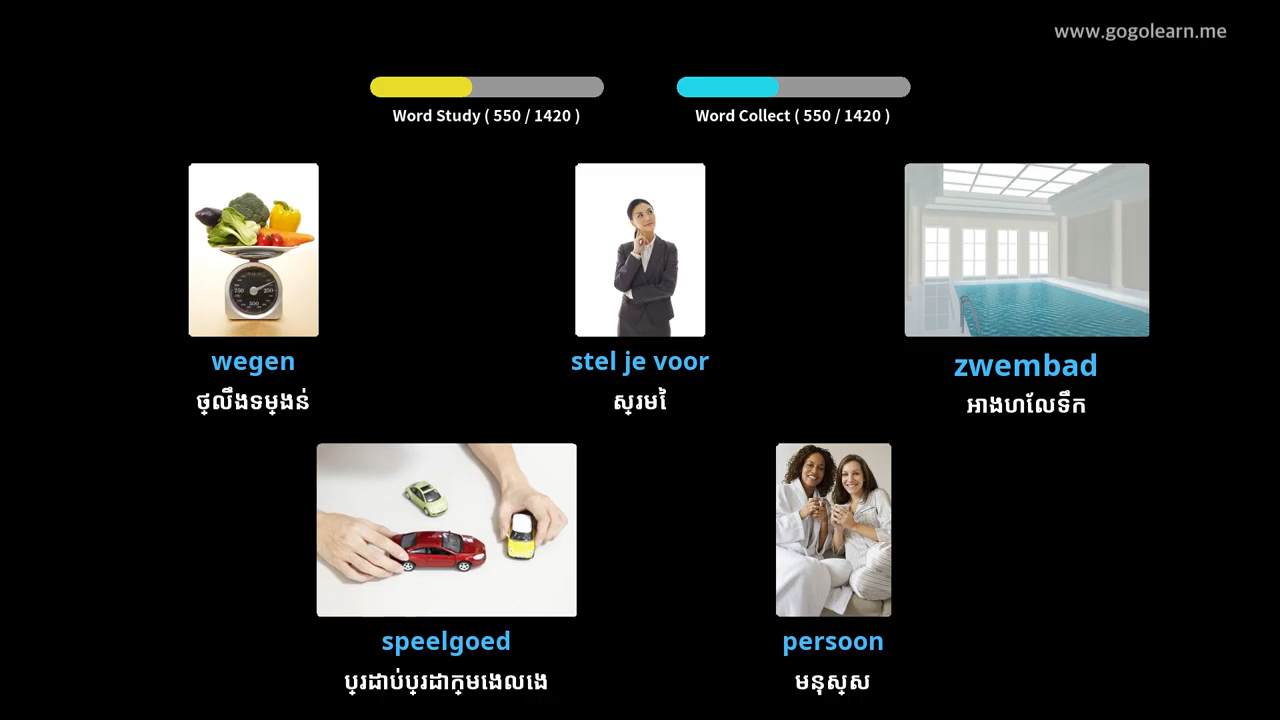 www.gogolearn.me
Word Study ( 550 / 1420 )
Word Collect ( 550 / 1420 )
wegen
ថ្លឹងទម្ងន់
stel je voor
ស្រមៃ
zwembad
អាងហែលទឹក
speelgoed
ប្រដាប់ប្រដាក្មេងលេង
persoon
មនុស្ស